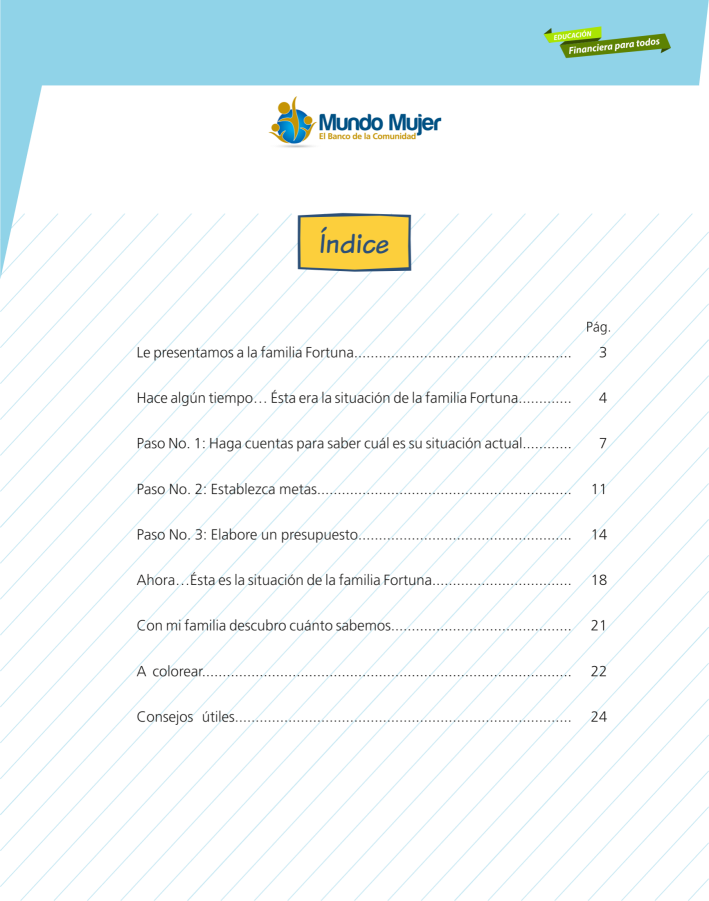 EDUCACIÓN
Financiera para todos
Mundo Mujer
El Banco de la Comunidad
Índice
Pág.
Le presentamos a la familia Fortuna..................................................... 3
Hace algún tiempo… Ésta era la situación de la familia Fortuna............. 4
Paso No. 1: Haga cuentas para saber cuál es su situación actual............ 7
Paso No. 2: Establezca metas.............................................................. 11
Paso No. 3: Elabore un presupuesto.................................................... 14
Ahora…Ésta es la situación de la familia Fortuna.................................. 18
Con mi familia descubro cuánto sabemos............................................ 21
A colorear.......................................................................................... 22
Consejos útiles.................................................................................. 24